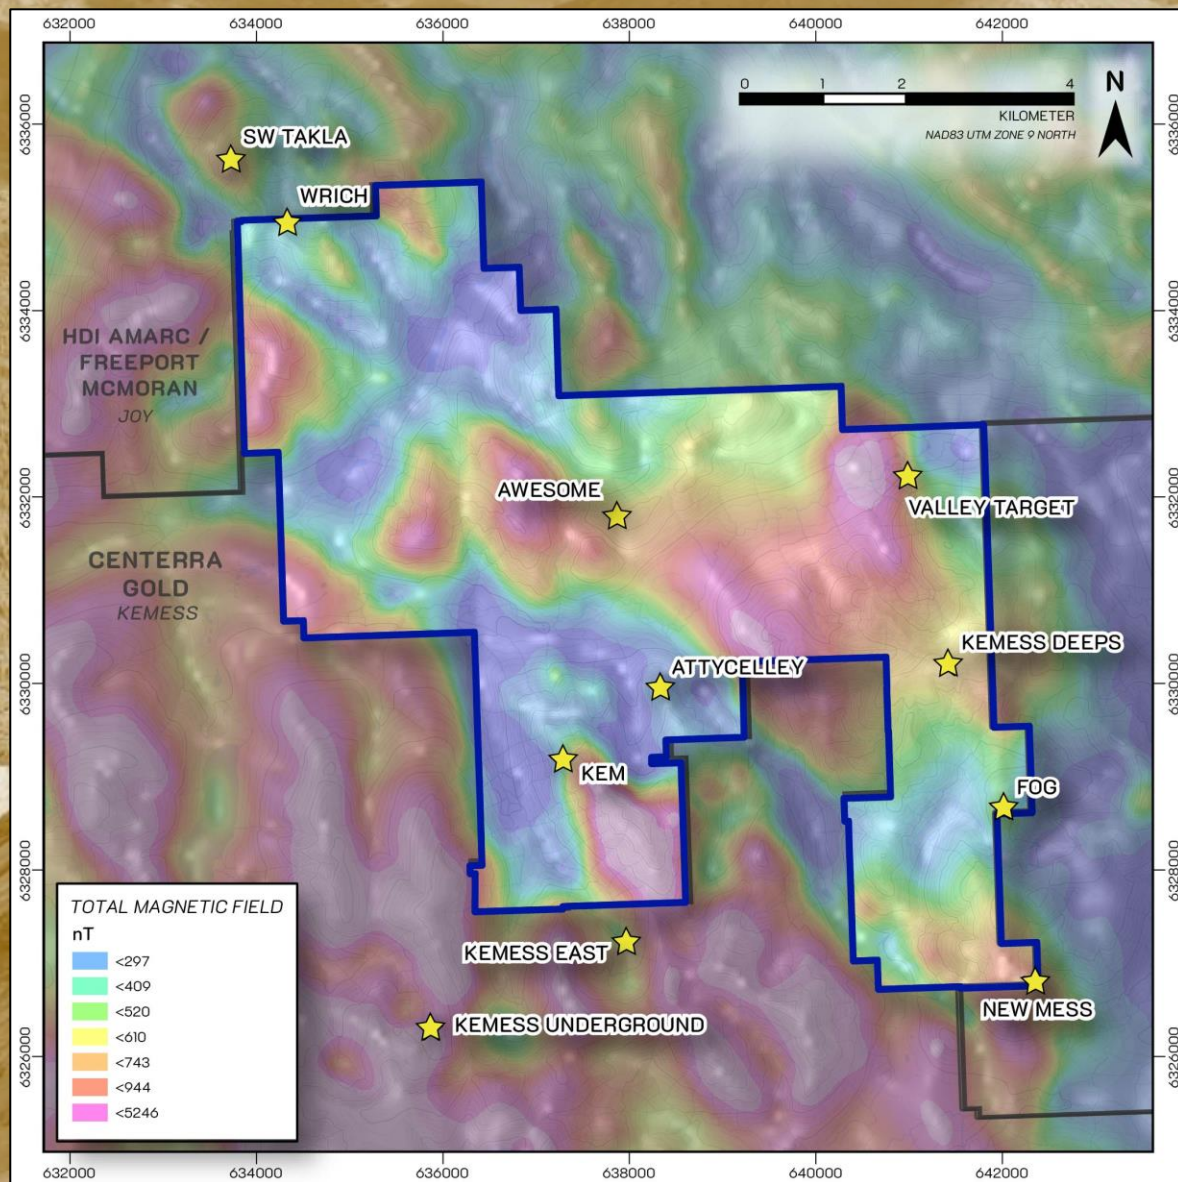 632000
634000
636000
638000
640000
642000
0 1 2 4
KILOMETER
NAD83 UTM ZONE 9 NORTH
N
6336000
6336000
SW TAKLA
WRICH
6334000
6334000
HDI AMARC /
FREEPORT
MCMORAN
JOY
6332000
6332000
AWESOME
VALLEY TARGET
CENTERRA
GOLD
KEMESS
KEMESS DEEPS
ATTYCELLEY
6330000
6330000
KEM
FOG
6328000
6328000
KEMESS EAST
NEW MESS
KEMESS UNDERGROUND
6326000
6326000
TOTAL MAGNETIC FIELD
nT
<297
<409
<520
<610
<743
<944
<5246
632000
634000
636000
638000
640000
642000